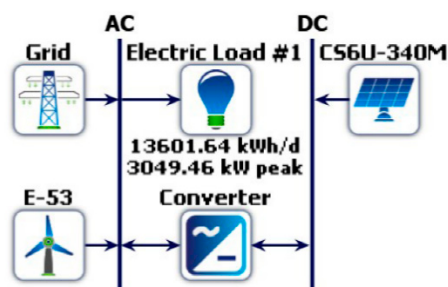 AC DC
Grid Electric Load #1 CS6U-340M
13601.64 kWh/d
3049.46 kW peak
E-53 Converter